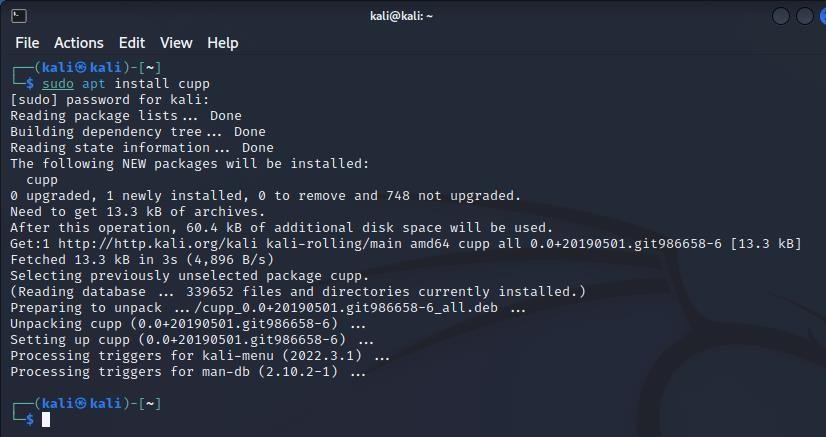 kali@kali: ~
File Actions Edit View Help
┌──(kali㉿kali)-[~]
└─$ sudo apt install cupp
[sudo] password for kali:
Reading package lists... Done
Building dependency tree... Done
Reading state information... Done
The following NEW packages will be installed:
  cupp
0 upgraded, 1 newly installed, 0 to remove and 748 not upgraded.
Need to get 13.3 kB of archives.
After this operation, 60.4 kB of additional disk space will be used.
Get:1 http://http.kali.org/kali kali-rolling/main amd64 cupp all 0.0+20190501.git986658-6 [13.3 kB]
Fetched 13.3 kB in 3s (4,896 B/s)
Selecting previously unselected package cupp.
(Reading database ... 339652 files and directories currently installed.)
Preparing to unpack .../cupp_0.0+20190501.git986658-6_all.deb ...
Unpacking cupp (0.0+20190501.git986658-6) ...
Setting up cupp (0.0+20190501.git986658-6) ...
Processing triggers for kali-menu (2022.3.1) ...
Processing triggers for man-db (2.10.2-1) ...
┌──(kali㉿kali)-[~]
└─$